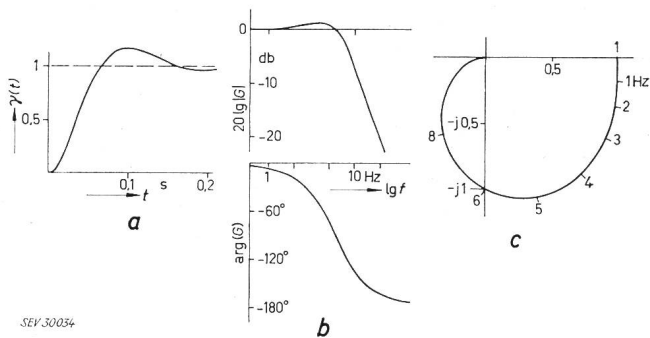 γ(t)
1
0,5
0,1
s
0,2
t
a
0
db
-10
20 lg|G|
-20
1
10 Hz
lg f
-60°
arg(G)
-120°
-180°
b
1
0,5
1Hz
2
3
4
5
6
8
-j0,5
-j1
c
SEV 30034